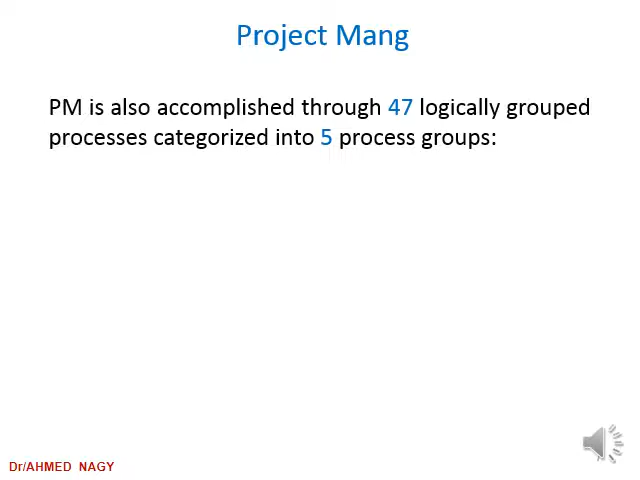 Project Mang
PM is also accomplished through 47 logically grouped
processes categorized into 5 process groups:
Dr/AHMED NAGY